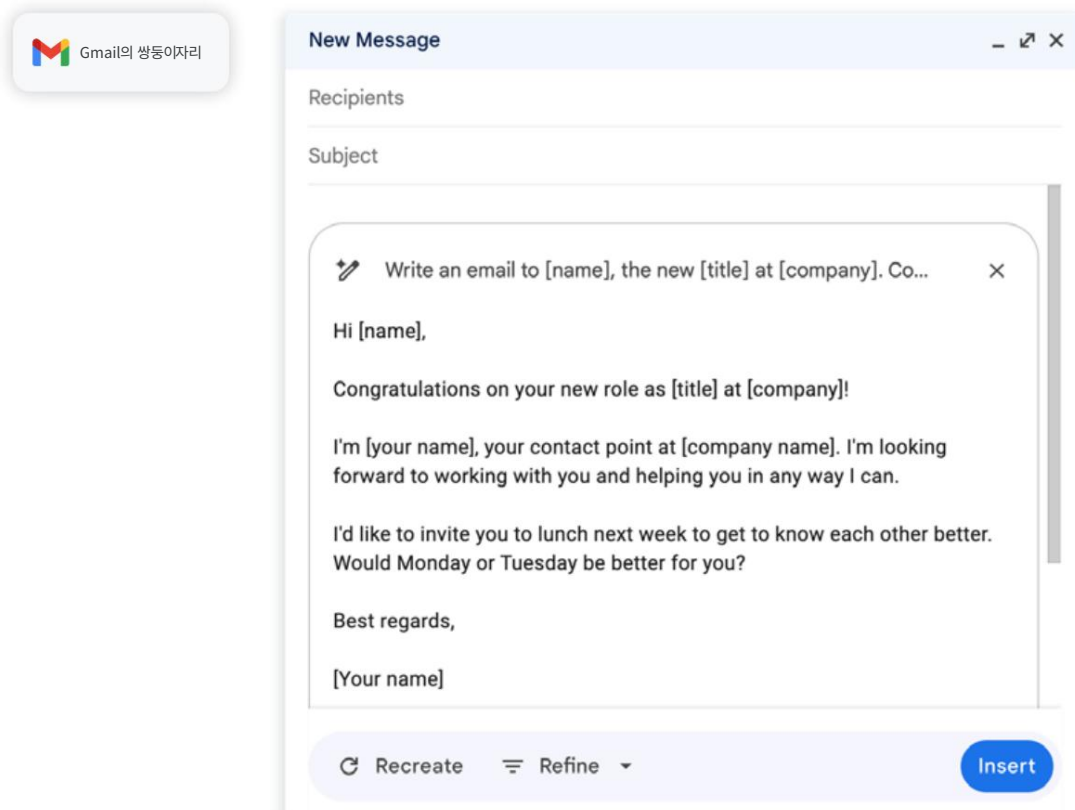 Gmail의 쌍둥이자리
New Message
Recipients
Subject
Write an email to [name], the new [title] at [company]. Co...
Hi [name],
Congratulations on your new role as [title] at [company]!
I'm [your name], your contact point at [company name]. I'm looking
forward to working with you and helping you in any way I can.
I'd like to invite you to lunch next week to get to know each other better.
Would Monday or Tuesday be better for you?
Best regards,
[Your name]
Recreate
Refine
Insert